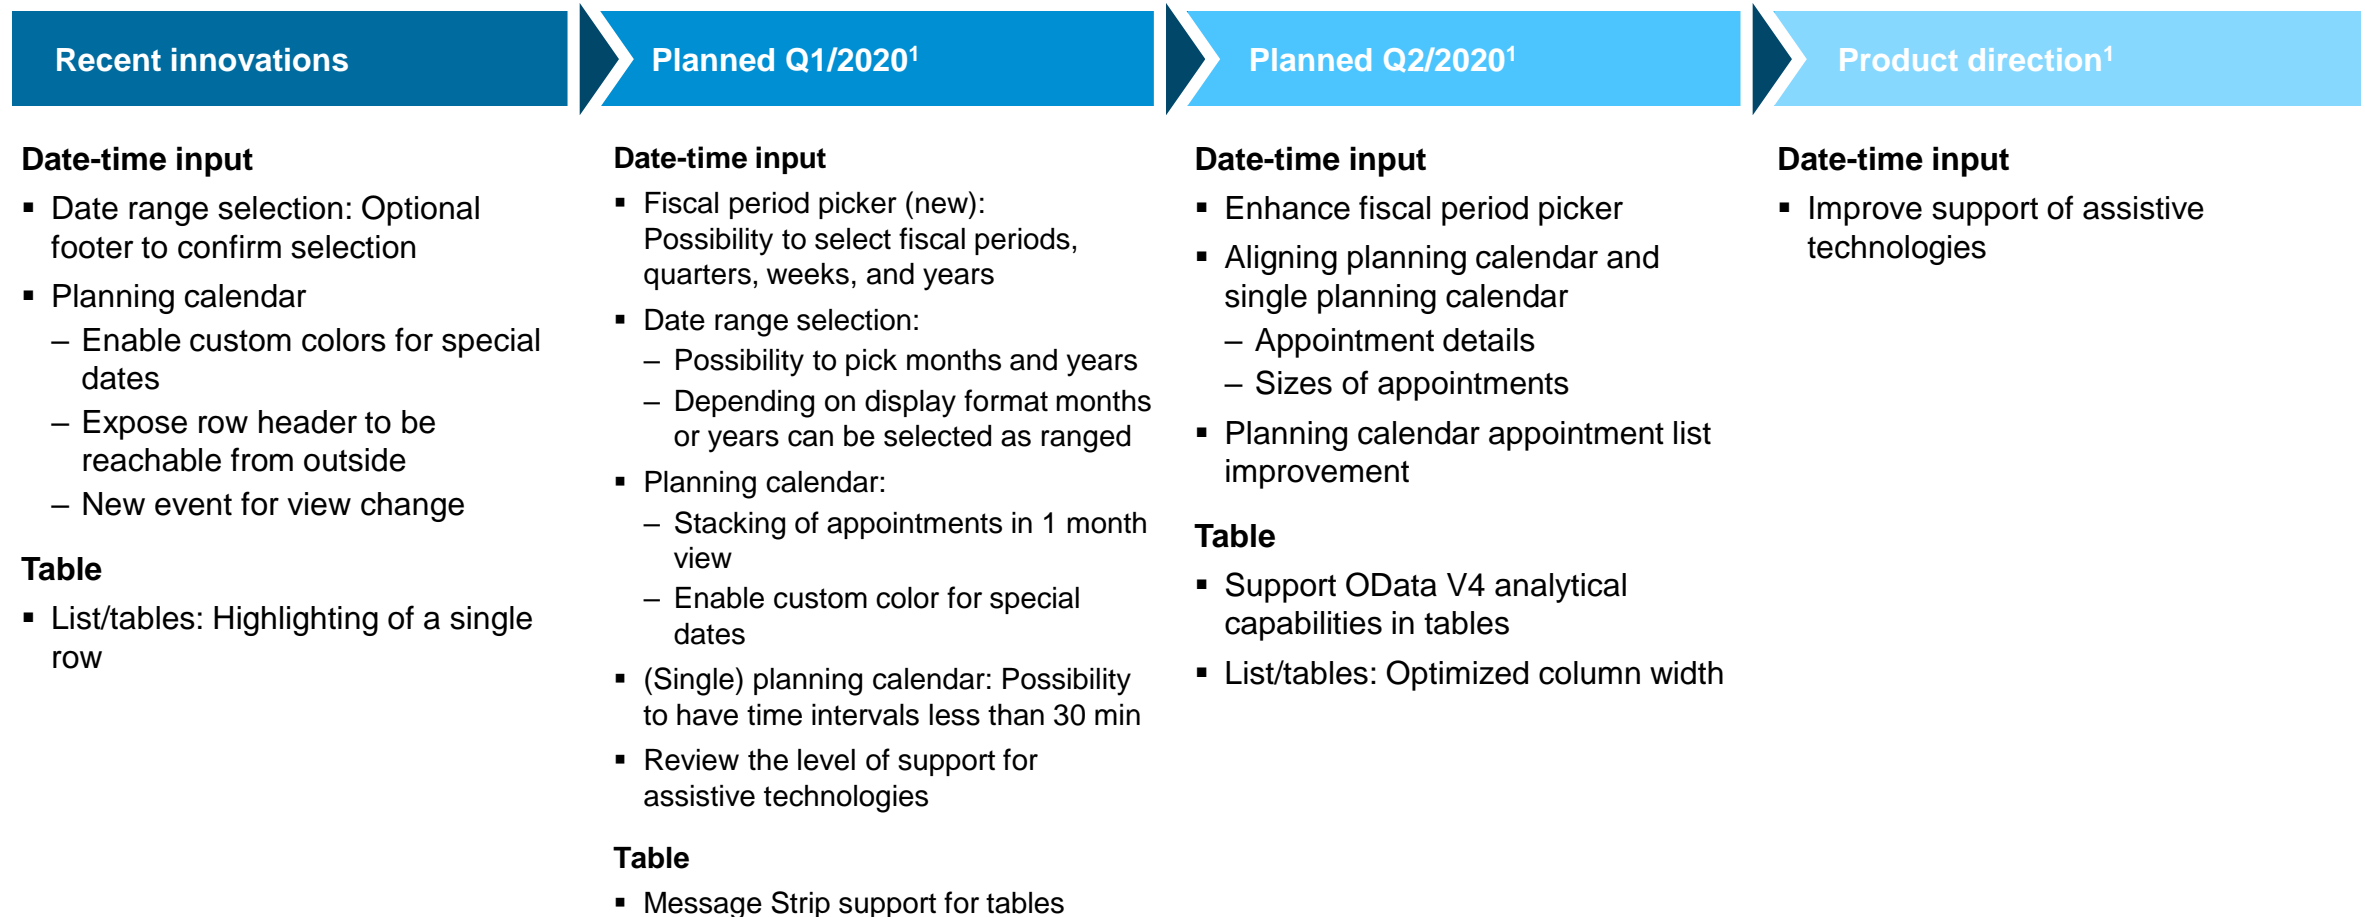 Recent innovations
Planned Q1/2020¹
Planned Q2/2020¹
Product direction¹
Date-time input
▪ Date range selection: Optional
footer to confirm selection
▪ Planning calendar
– Enable custom colors for special
dates
– Expose row header to be
reachable from outside
– New event for view change
Table
▪ List/tables: Highlighting of a single
row
Date-time input
▪ Fiscal period picker (new):
Possibility to select fiscal periods,
quarters, weeks, and years
▪ Date range selection:
– Possibility to pick months and years
– Depending on display format months
or years can be selected as ranged
▪ Planning calendar:
– Stacking of appointments in 1 month
view
– Enable custom color for special
dates
▪ (Single) planning calendar: Possibility
to have time intervals less than 30 min
▪ Review the level of support for
assistive technologies
Table
▪ Message Strip support for tables
Date-time input
▪ Enhance fiscal period picker
▪ Aligning planning calendar and
single planning calendar
– Appointment details
– Sizes of appointments
▪ Planning calendar appointment list
improvement
Table
▪ Support OData V4 analytical
capabilities in tables
▪ List/tables: Optimized column width
Date-time input
▪ Improve support of assistive
technologies